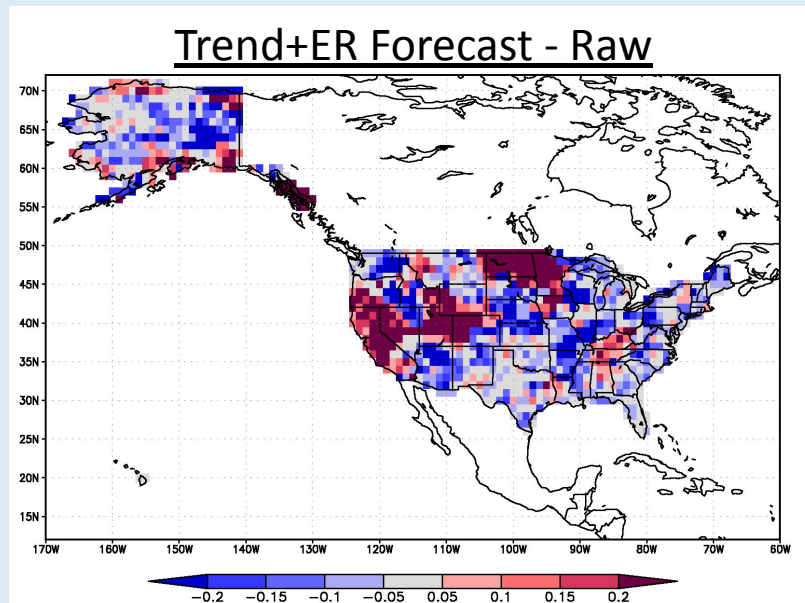 Trend+ER Forecast - Raw
70N
65N
60N
55N
50N
45N
40N
35N
30N
25N
20N
15N
170W 160W 150W 140W 130W 120W 110W 100W 90W 80W 70W 60W
-0.2 -0.15 -0.1 -0.05 0.05 0.1 0.15 0.2